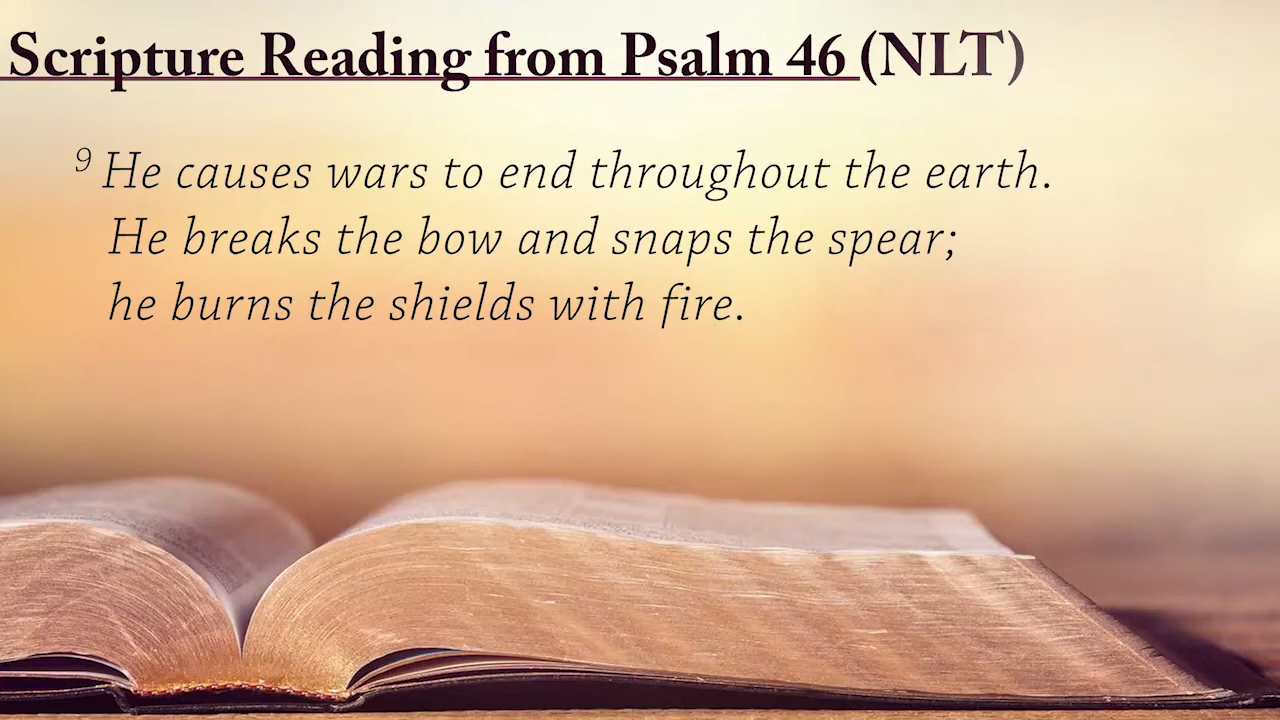 Scripture Reading from Psalm 46 (NLT)
9 He causes wars to end throughout the earth.
He breaks the bow and snaps the spear;
he burns the shields with fire.